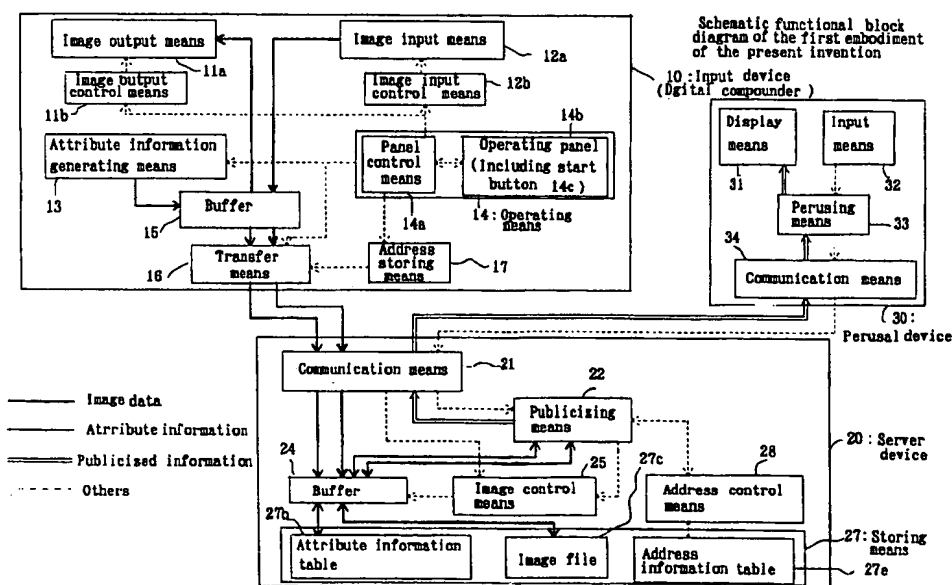 Schematic functional block
diagram of the first embodiment
of the present invention
Image output means
11a
Image input means
12a
Image output
control means
11b
Image input
control means
12b
10:Input device
(Dgital compounder)
Attribute information
generating means
13
Panel
control
means
14a
14b
Operating panel
(Including start
button 14c)
14:Operating
means
Buffer
15
Transfer
means
16
Address
storing
means
17
Display
means
31
Input
means
32
Perusing means
33
34
Communication means
30:
Perusal device
Communication means
21
22
Publicizing
means
Image data
Atrribute information
Publicised information
Others
24
Buffer
25
Image control
means
27c
28
Address control
means
20:Server
device
27b
Attribute information
table
Image file
Address
information table
27e
27:Storing
means